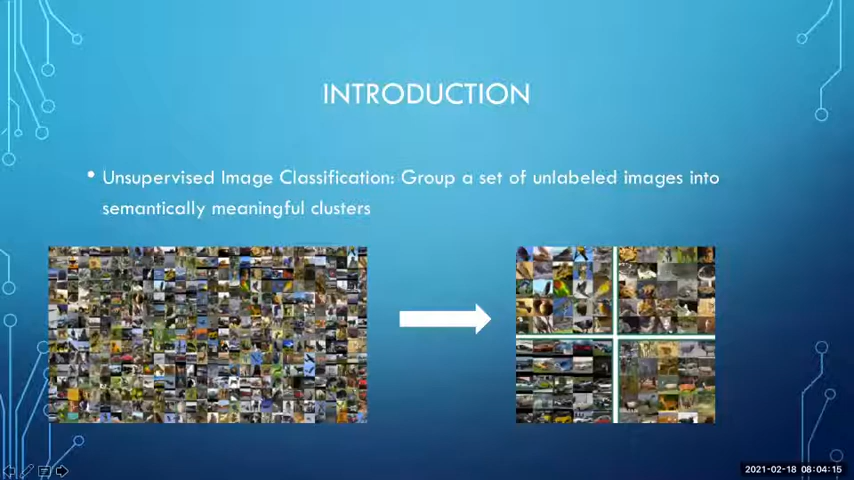 INTRODUCTION
• Unsupervised Image Classification: Group a set of unlabeled images into
semantically meaningful clusters
2021-02-18 08:04:15